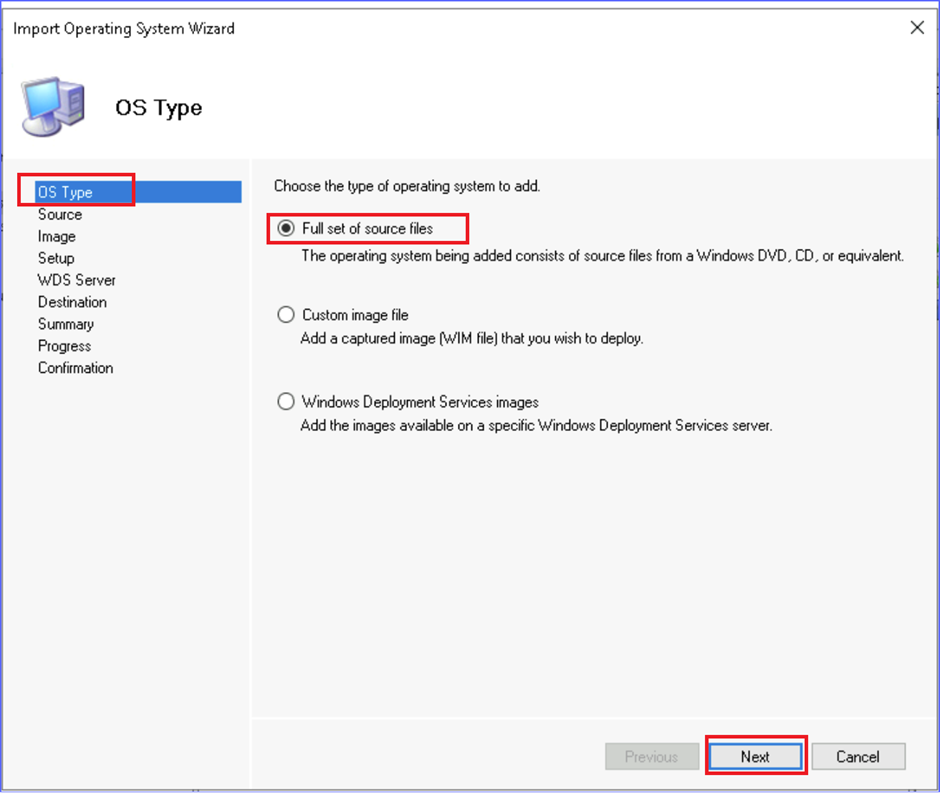 Import Operating System Wizard
OS Type
OS Type
Source
Image
Setup
WDS Server
Destination
Summary
Progress
Confirmation
Choose the type of operating system to add.
Full set of source files
The operating system being added consists of source files from a Windows DVD, CD, or equivalent.
Custom image file
Add a captured image (WIM file) that you wish to deploy.
Windows Deployment Services images
Add the images available on a specific Windows Deployment Services server.
Previous
Next
Cancel